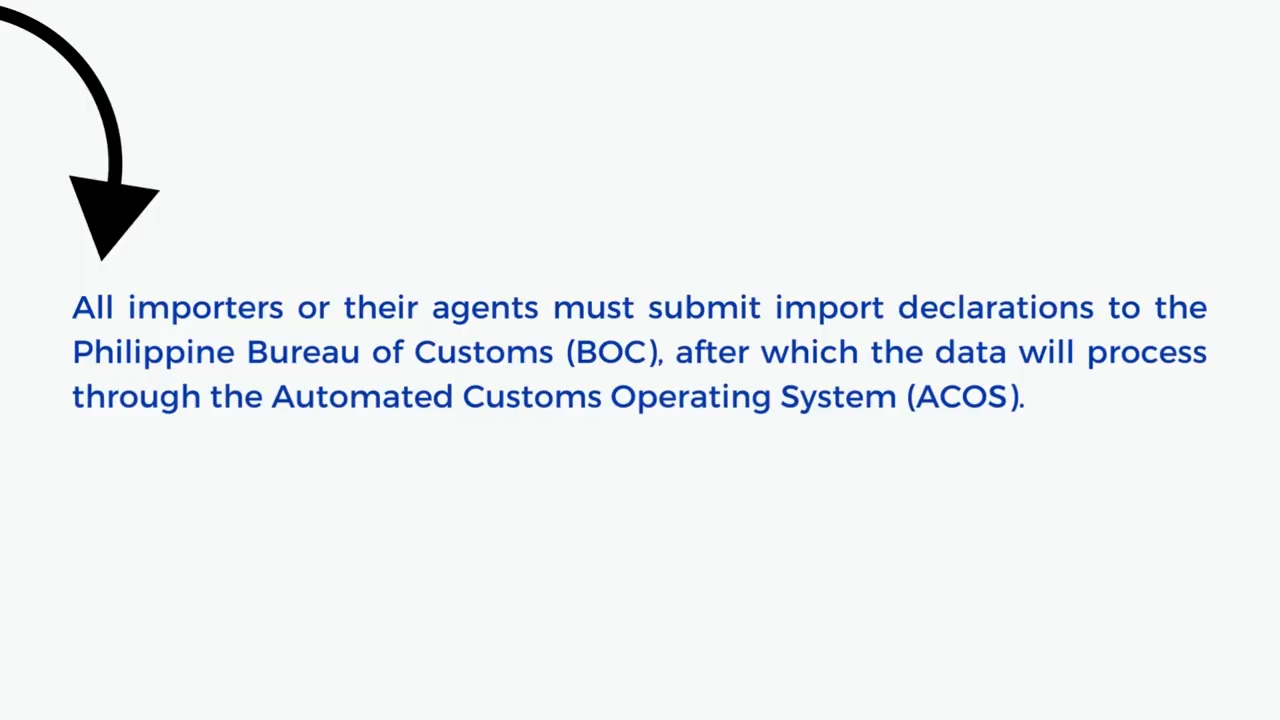 All importers or their agents must submit import declarations to the
Philippine Bureau of Customs (BOC), after which the data will process
through the Automated Customs Operating System (ACOS).